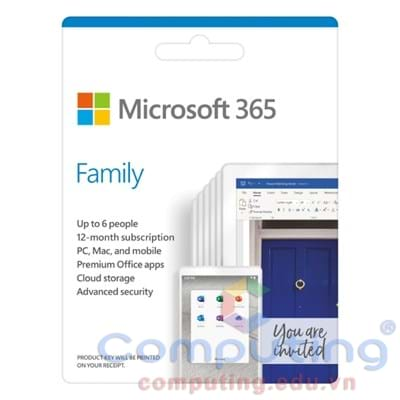 Microsoft 365
Family
Up to 6 people
12-month subscription
PC, Mac, and mobile
Premium Office apps
Cloud storage
Advanced security
You are
invited
Computing®
PRODUCT KEY WILL BE PRINTED
ON YOUR RECEIPT.
computing.edu.vn